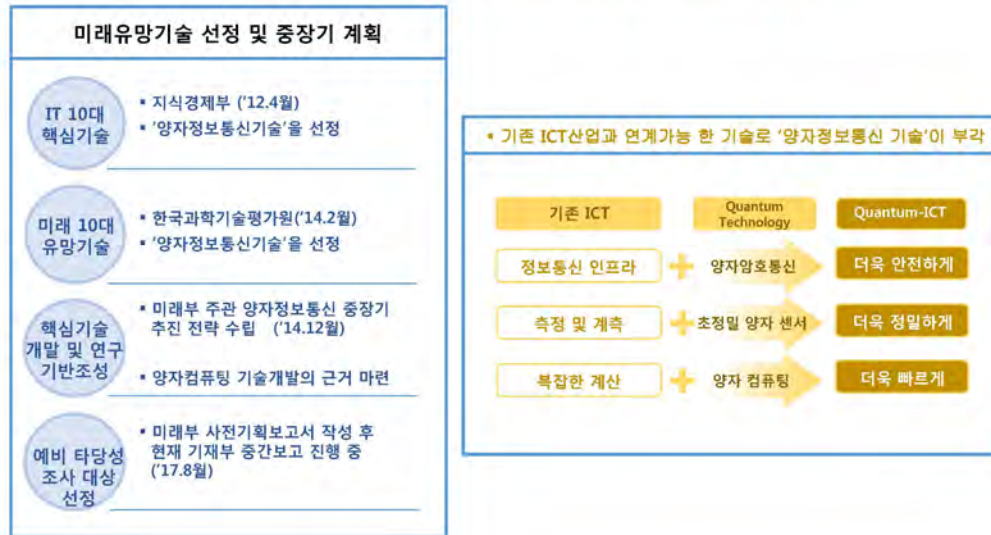 미래유망기술 선정 및 중장기 계획
IT 10대
핵심기술
▪ 지식경제부 ('12.4월)
▪ '양자정보통신기술'을 선정
미래 10대
유망기술
▪ 한국과학기술평가원('14.2월)
▪ '양자정보통신기술'을 선정
핵심기술
개발 및 연구
기반조성
▪ 미래부 주관 양자정보통신 중장기
추진 전략 수립 ('14.12월)
▪ 양자컴퓨팅 기술개발의 근거 마련
예비 타당성
조사 대상
선정
▪ 미래부 사전기획보고서 작성 후
현재 기재부 중간보고 진행 중
('17.8월)
▪ 기존 ICT산업과 연계가능 한 기술로 '양자정보통신 기술'이 부각
기존 ICT
Quantum
Technology
Quantum-ICT
정보통신 인프라 + 양자암호통신 더욱 안전하게
측정 및 계측 + 초정밀 양자 센서 더욱 정밀하게
복잡한 계산 + 양자 컴퓨팅 더욱 빠르게